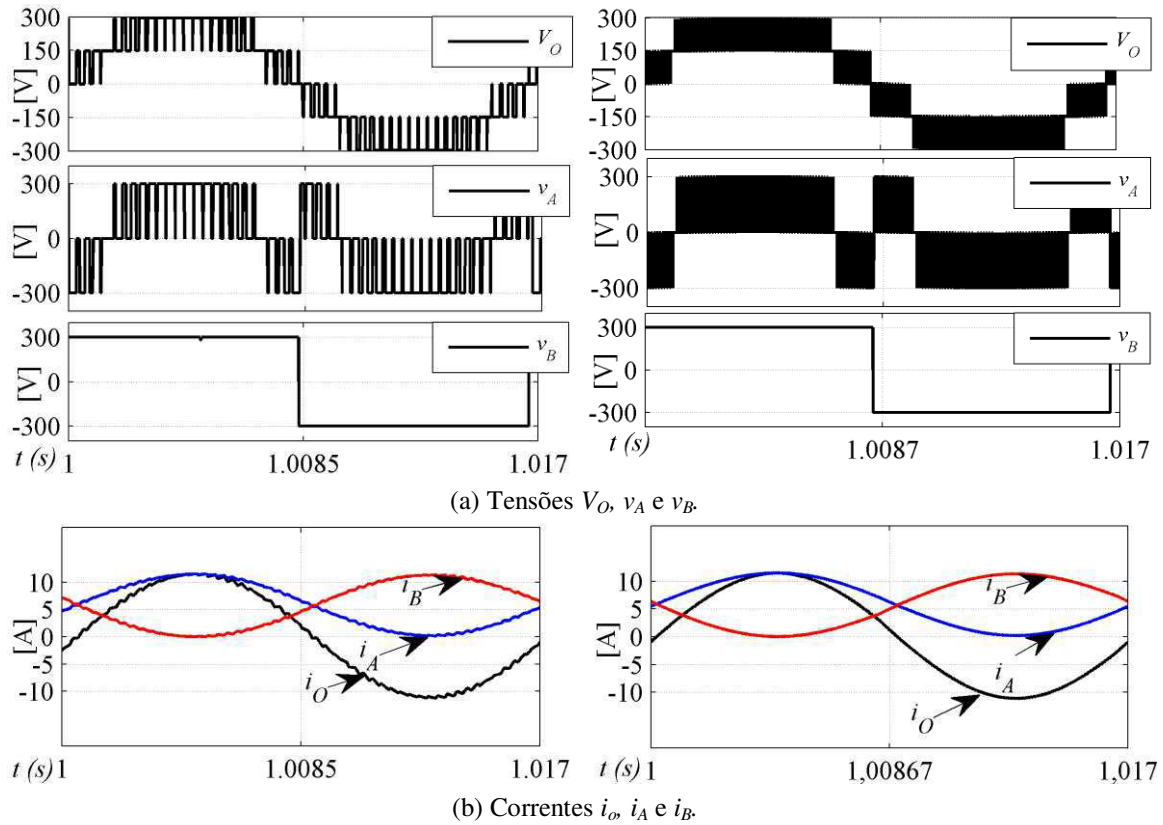 300
150
0
-150
-300
[V]
V_O
300
0
-300
[V]
v_A
300
0
-300
[V]
v_B
t (s)
1
1.0085
1.017
300
150
0
-150
-300
[V]
V_O
300
0
-300
[V]
v_A
300
0
-300
[V]
v_B
1
1.0087
1.017
(a) Tensões V_O, v_A e v_B.
10
5
0
-5
-10
[A]
i_B
i_A
i_O
t (s)
1
1.0085
1.017
10
5
0
-5
-10
[A]
i_B
i_A
i_O
t (s)
1
1,00867
1,017
(b) Correntes i_o, i_A e i_B.